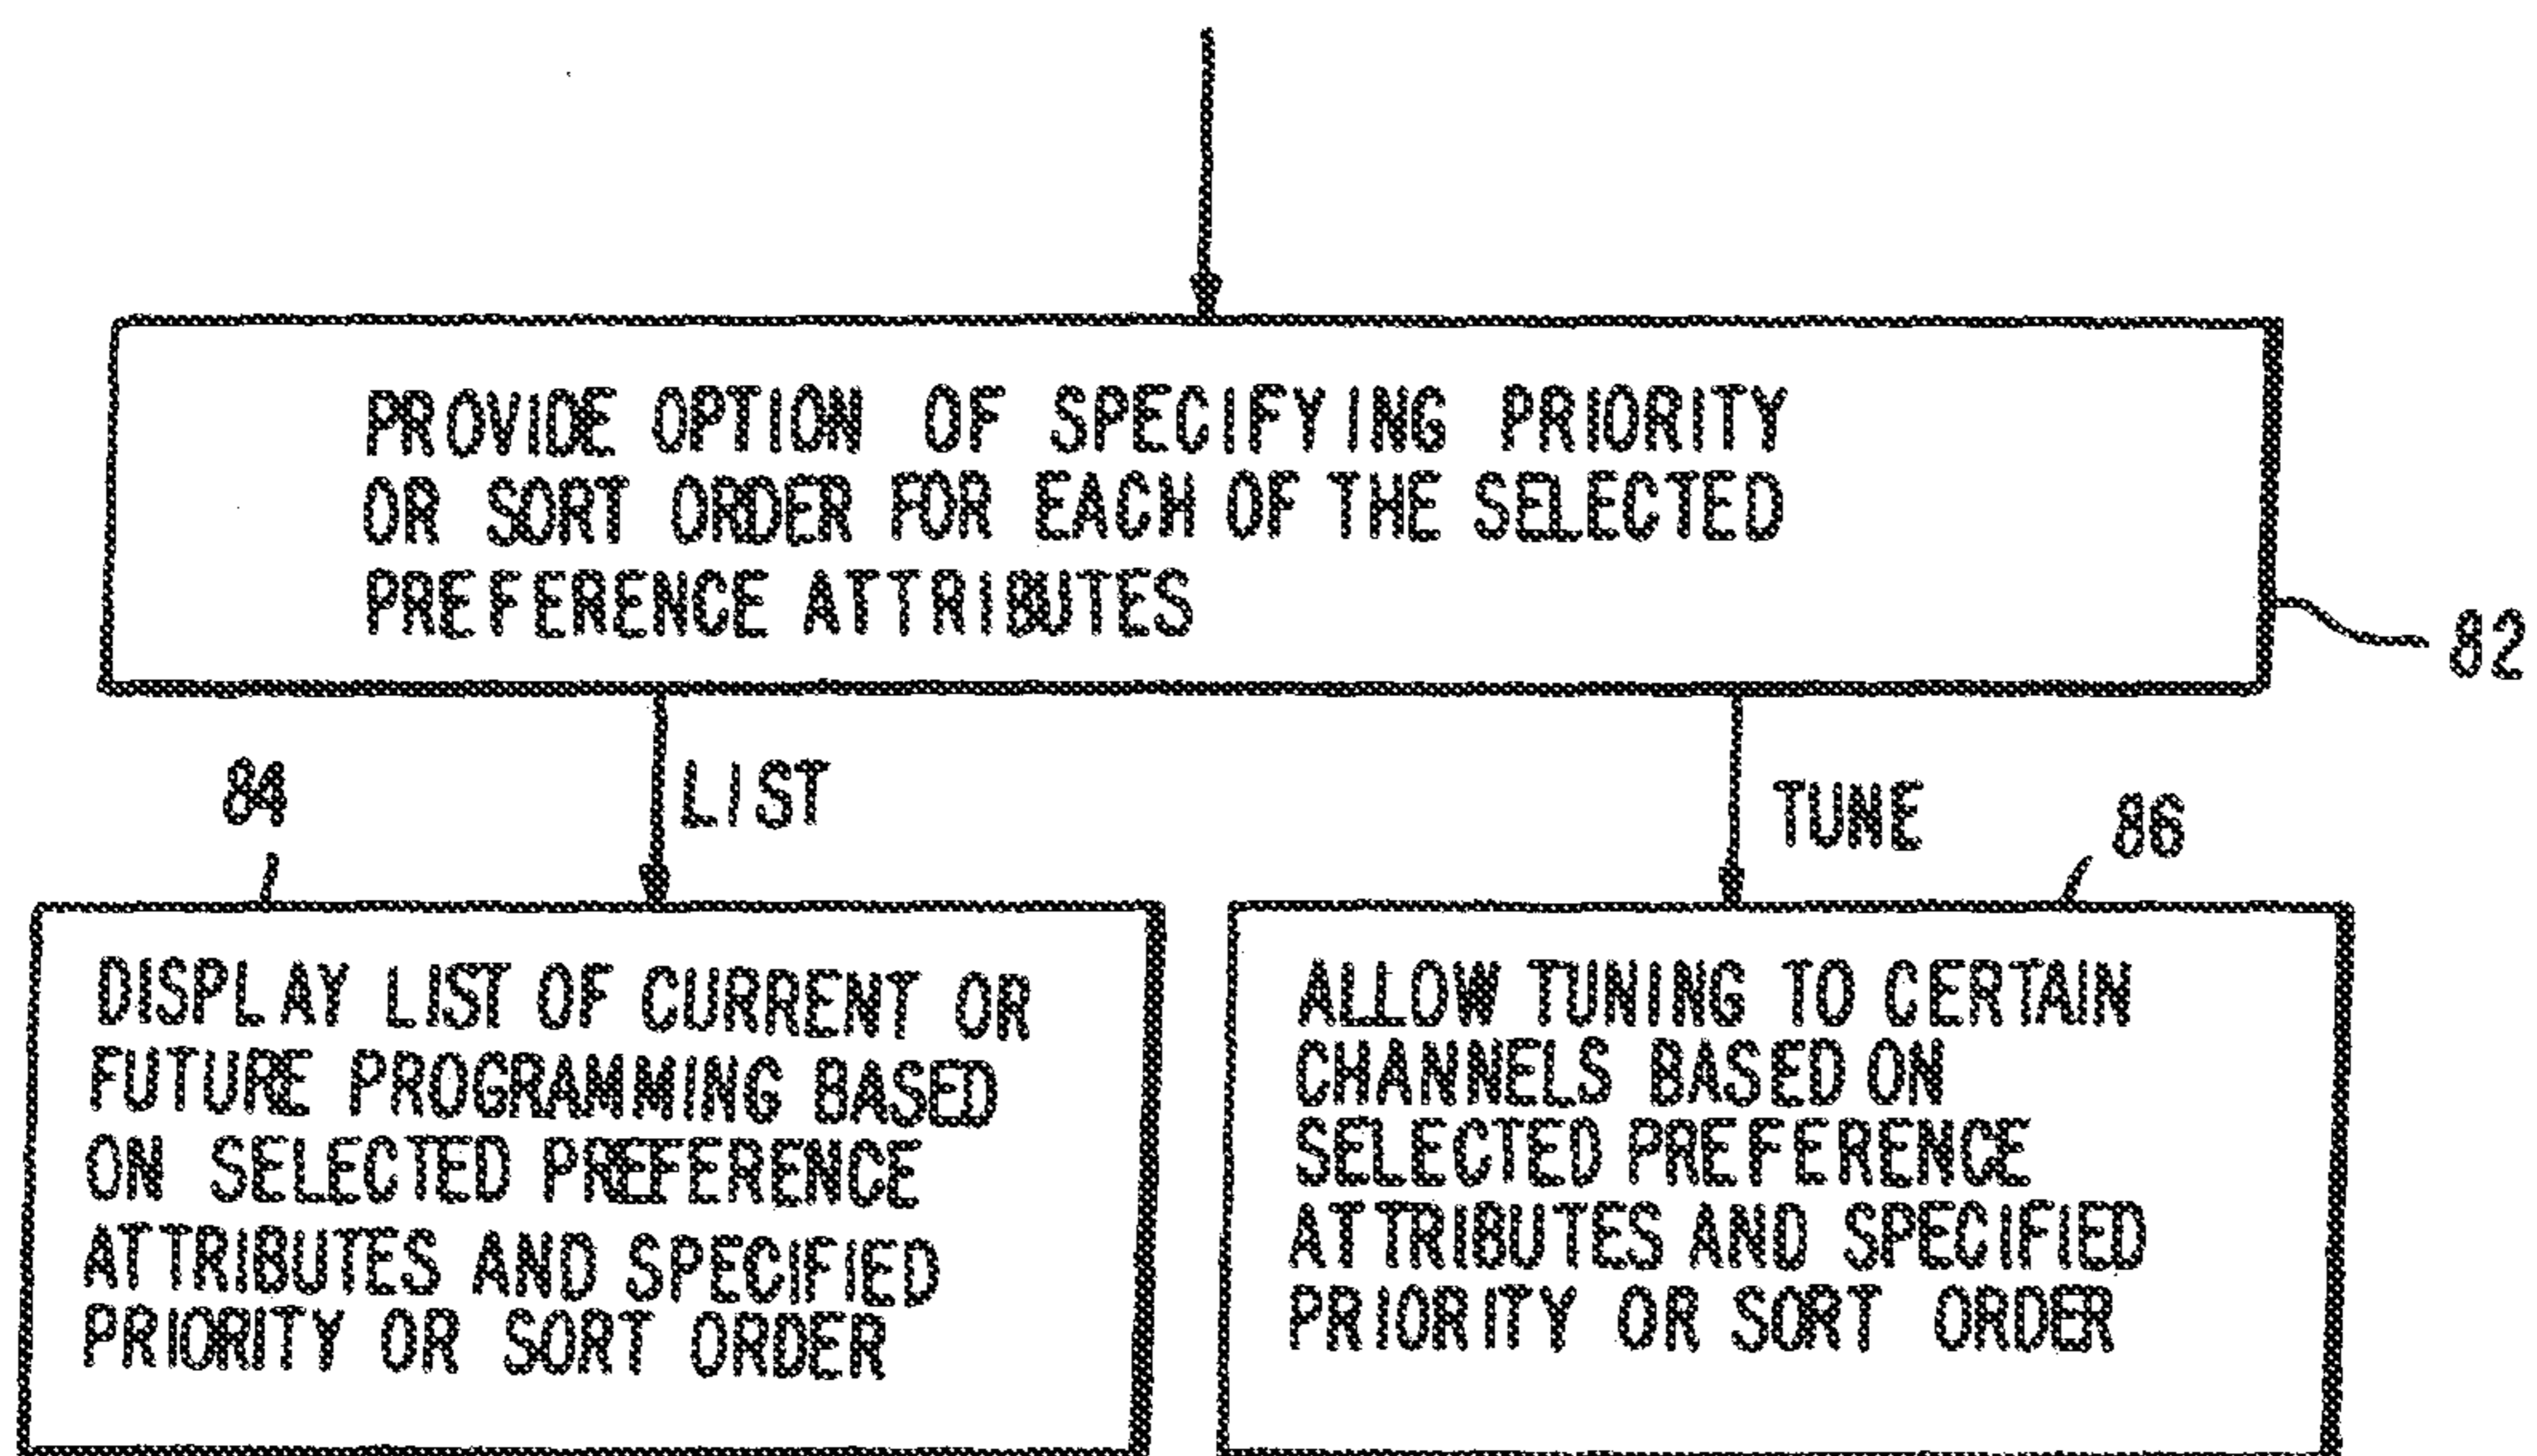 PROVIDE OPTION OF SPECIFYING PRIORITY
OR SORT ORDER FOR EACH OF THE SELECTED
PREFERENCE ATTRIBUTES
82
84
LIST
TUNE
86
DISPLAY LIST OF CURRENT OR
FUTURE PROGRAMMING BASED
ON SELECTED PREFERENCE
ATTRIBUTES AND SPECIFIED
PRIORITY OR SORT ORDER
ALLOW TUNING TO CERTAIN
CHANNELS BASED ON
SELECTED PREFERENCE
ATTRIBUTES AND SPECIFIED
PRIORITY OR SORT ORDER